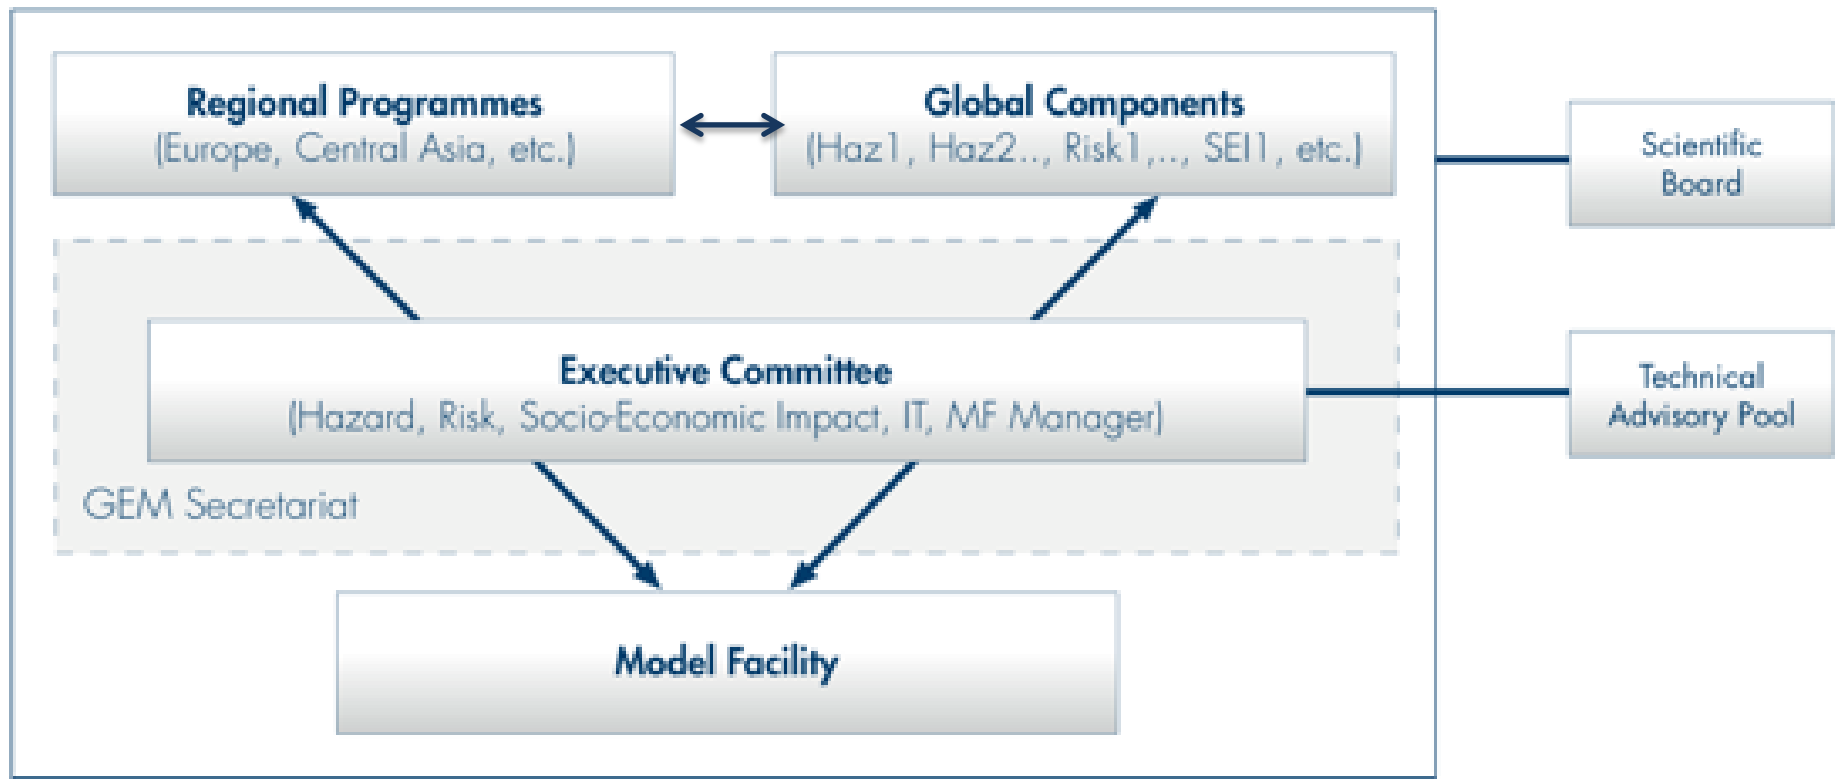 Regional Programmes
(Europe, Central Asia, etc.)
Global Components
(Haz1, Haz2.., Risk1,.., SEI1, etc.)
Scientific
Board
Executive Committee
(Hazard, Risk, Socio-Economic Impact, IT, MF Manager)
Technical
Advisory Pool
GEM Secretariat
Model Facility